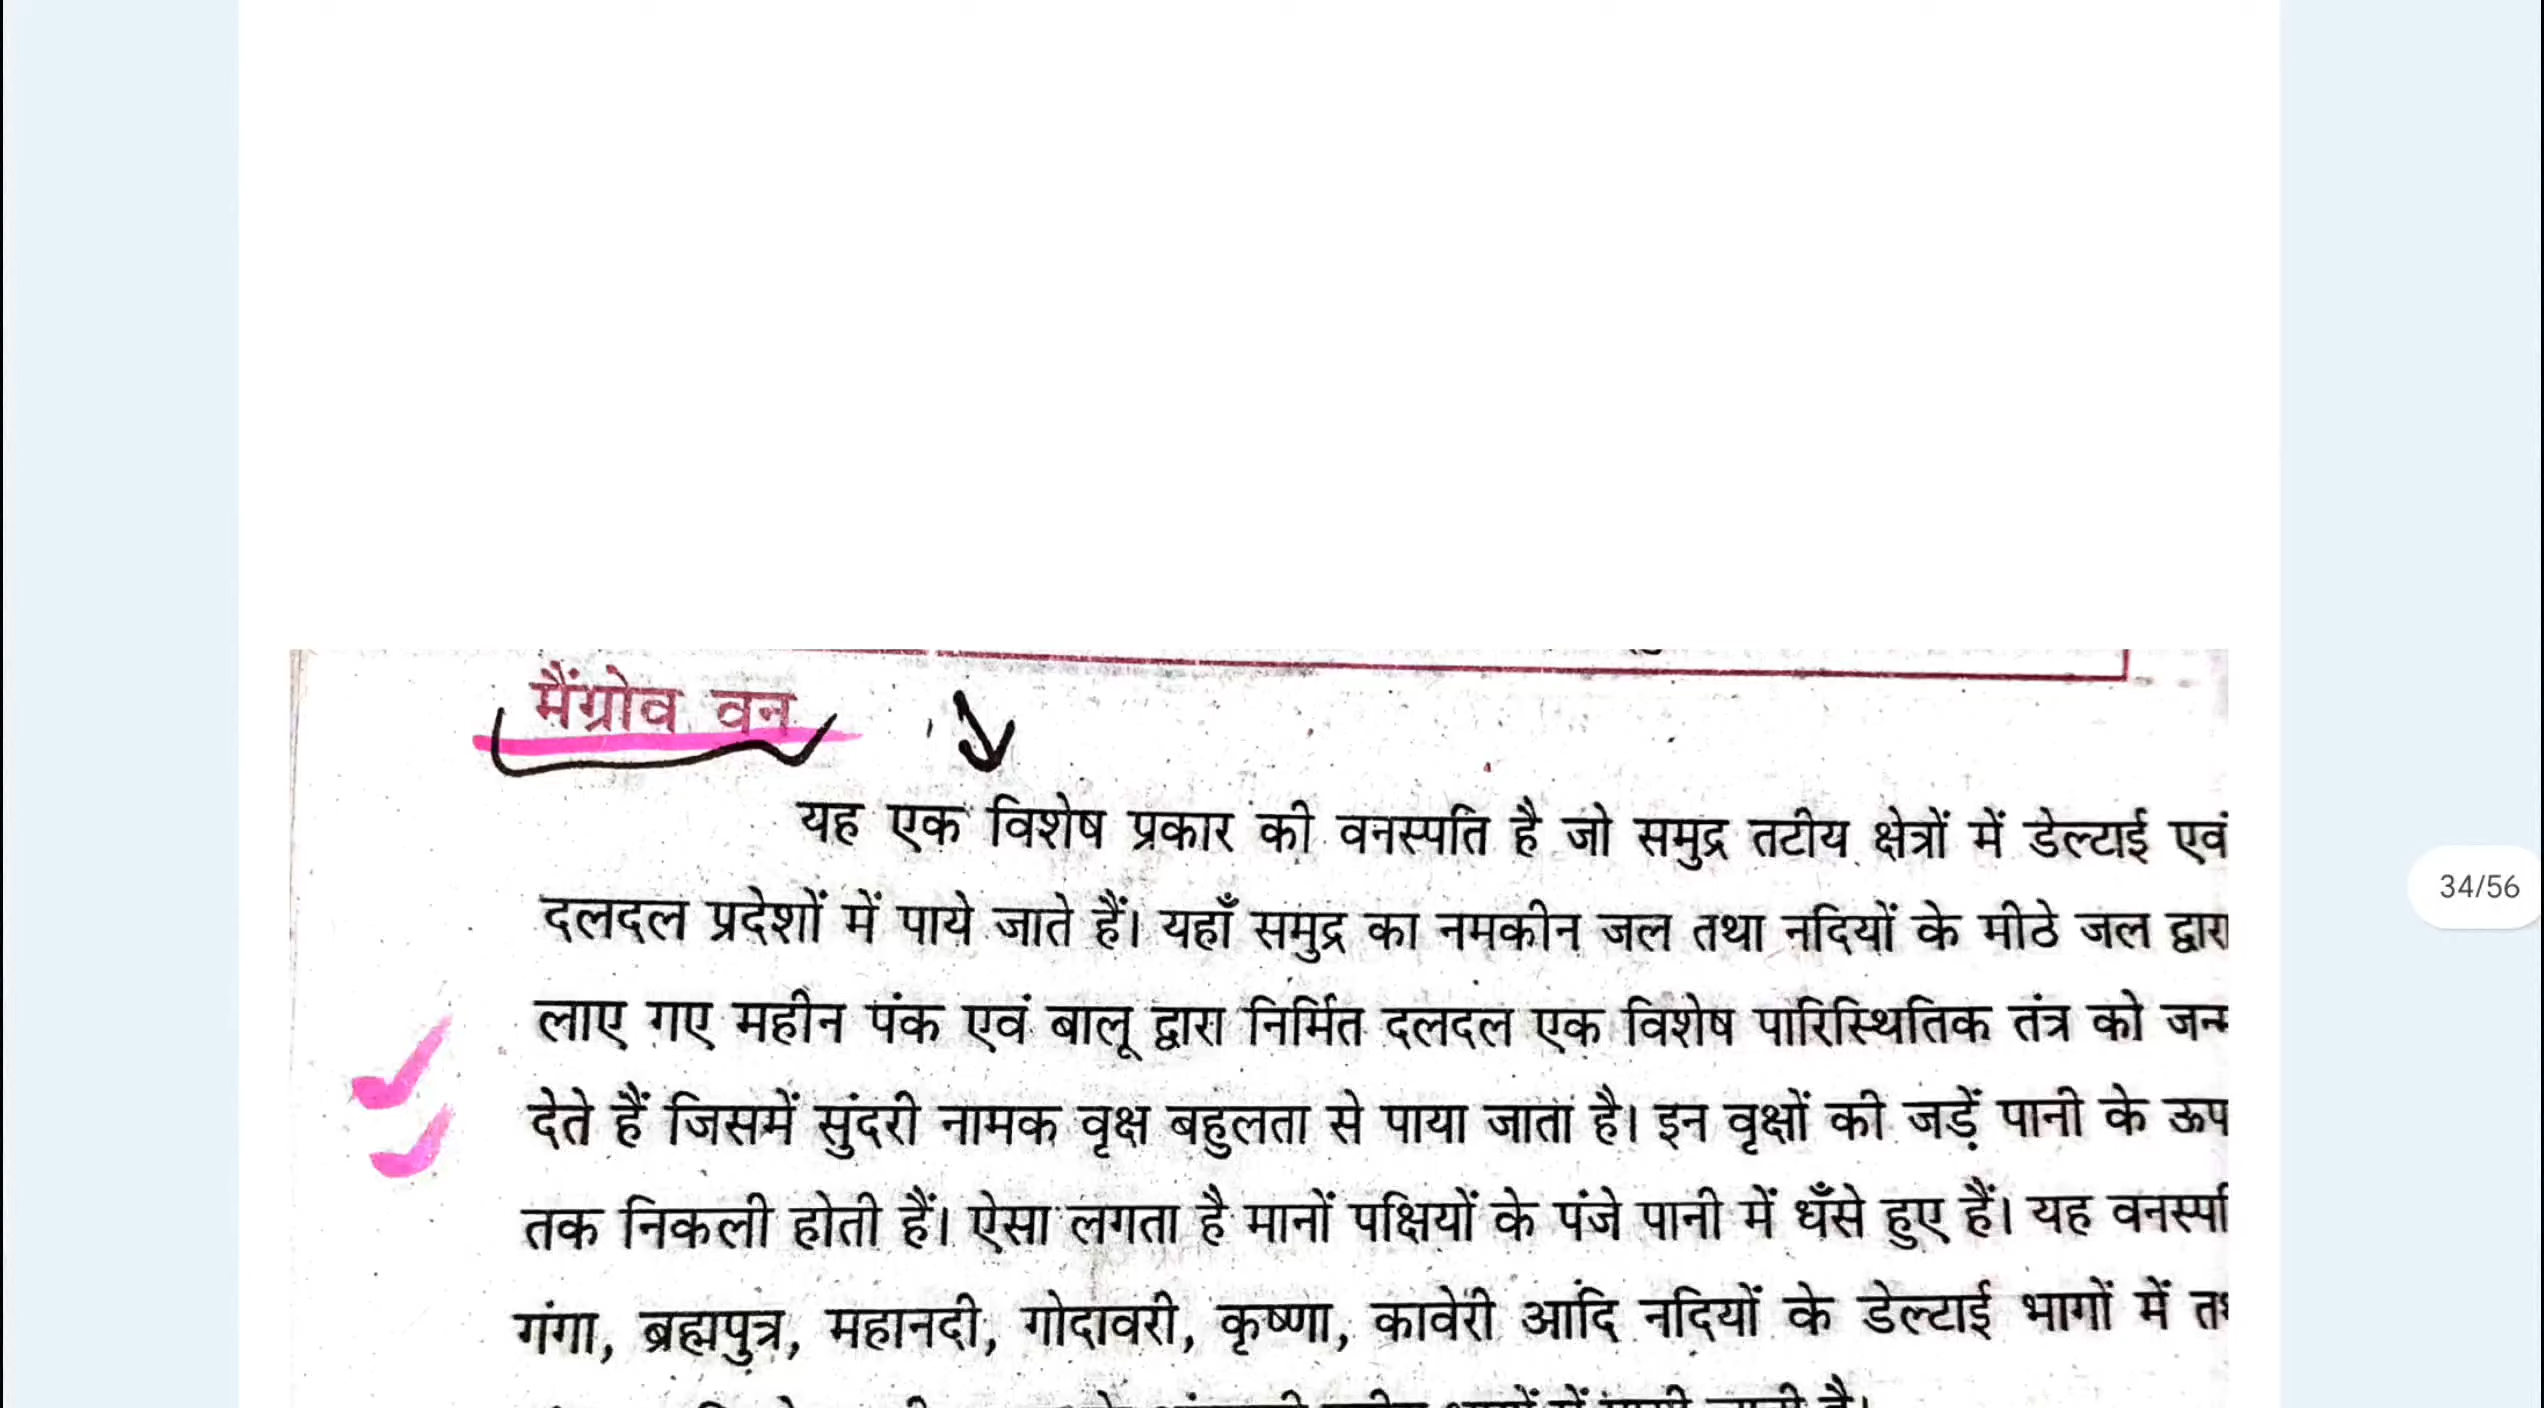 मैंग्रोव वन
यह एक विशेष प्रकार की वनस्पति है जो समुद्र तटीय क्षेत्रों में डेल्टाई एवं
दलदल प्रदेशों में पाये जाते हैं। यहाँ समुद्र का नमकीन जल तथा नदियों के मीठे जल द्वारा
लाए गए महीन पंक एवं बालू द्वारा निर्मित दलदल एक विशेष पारिस्थितिक तंत्र को जन्म
34/56
देते हैं जिसमें सुंदरी नामक वृक्ष बहुलता से पाया जाता है। इन वृक्षों की जड़ें पानी के ऊप
तक निकली होती हैं। ऐसा लगता है मानों पक्षियों के पंजे पानी में धँसे हुए हैं। यह
गंगा, ब्रह्मपुत्र, महानदी, गोदावरी, कृष्णा, कावेरी आदि नदियों के डेल्टाई भागों में